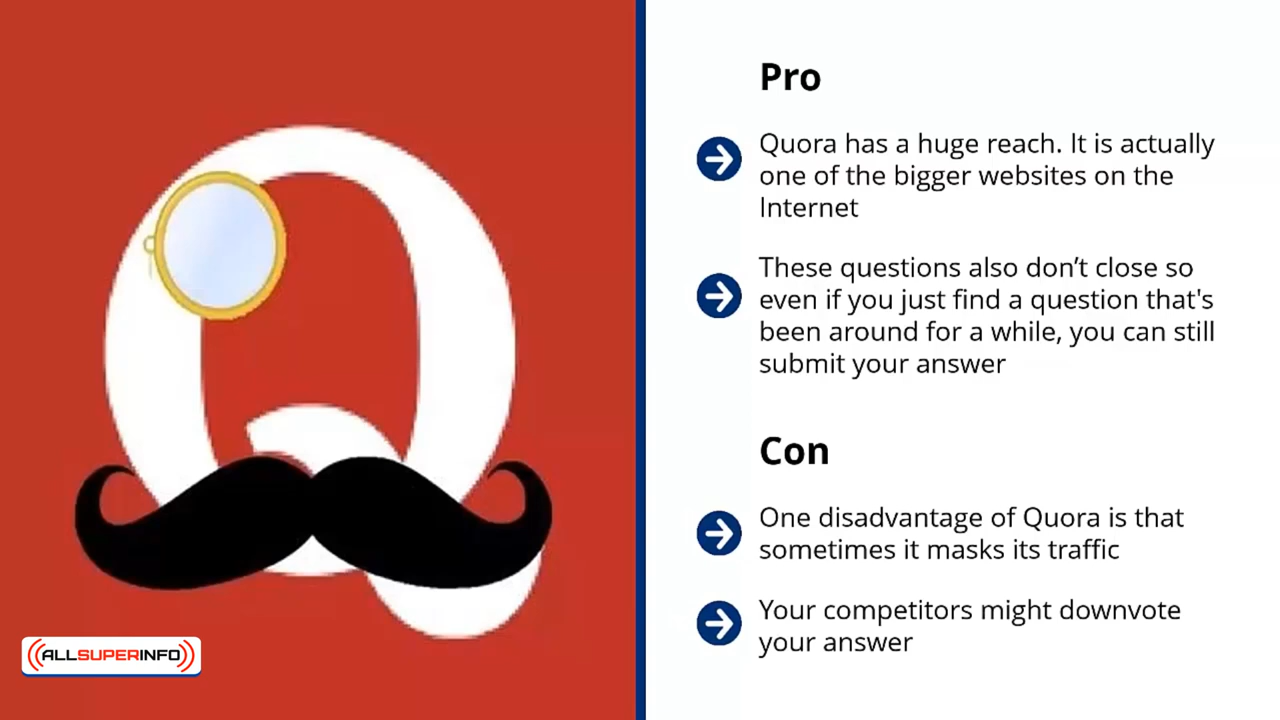 Q
Pro
Quora has a huge reach. It is actually
one of the bigger websites on the
Internet
These questions also don’t close so
even if you just find a question that's
been around for a while, you can still
submit your answer
Con
One disadvantage of Quora is that
sometimes it masks its traffic
Your competitors might downvote
your answer
ALLSUPERINFO